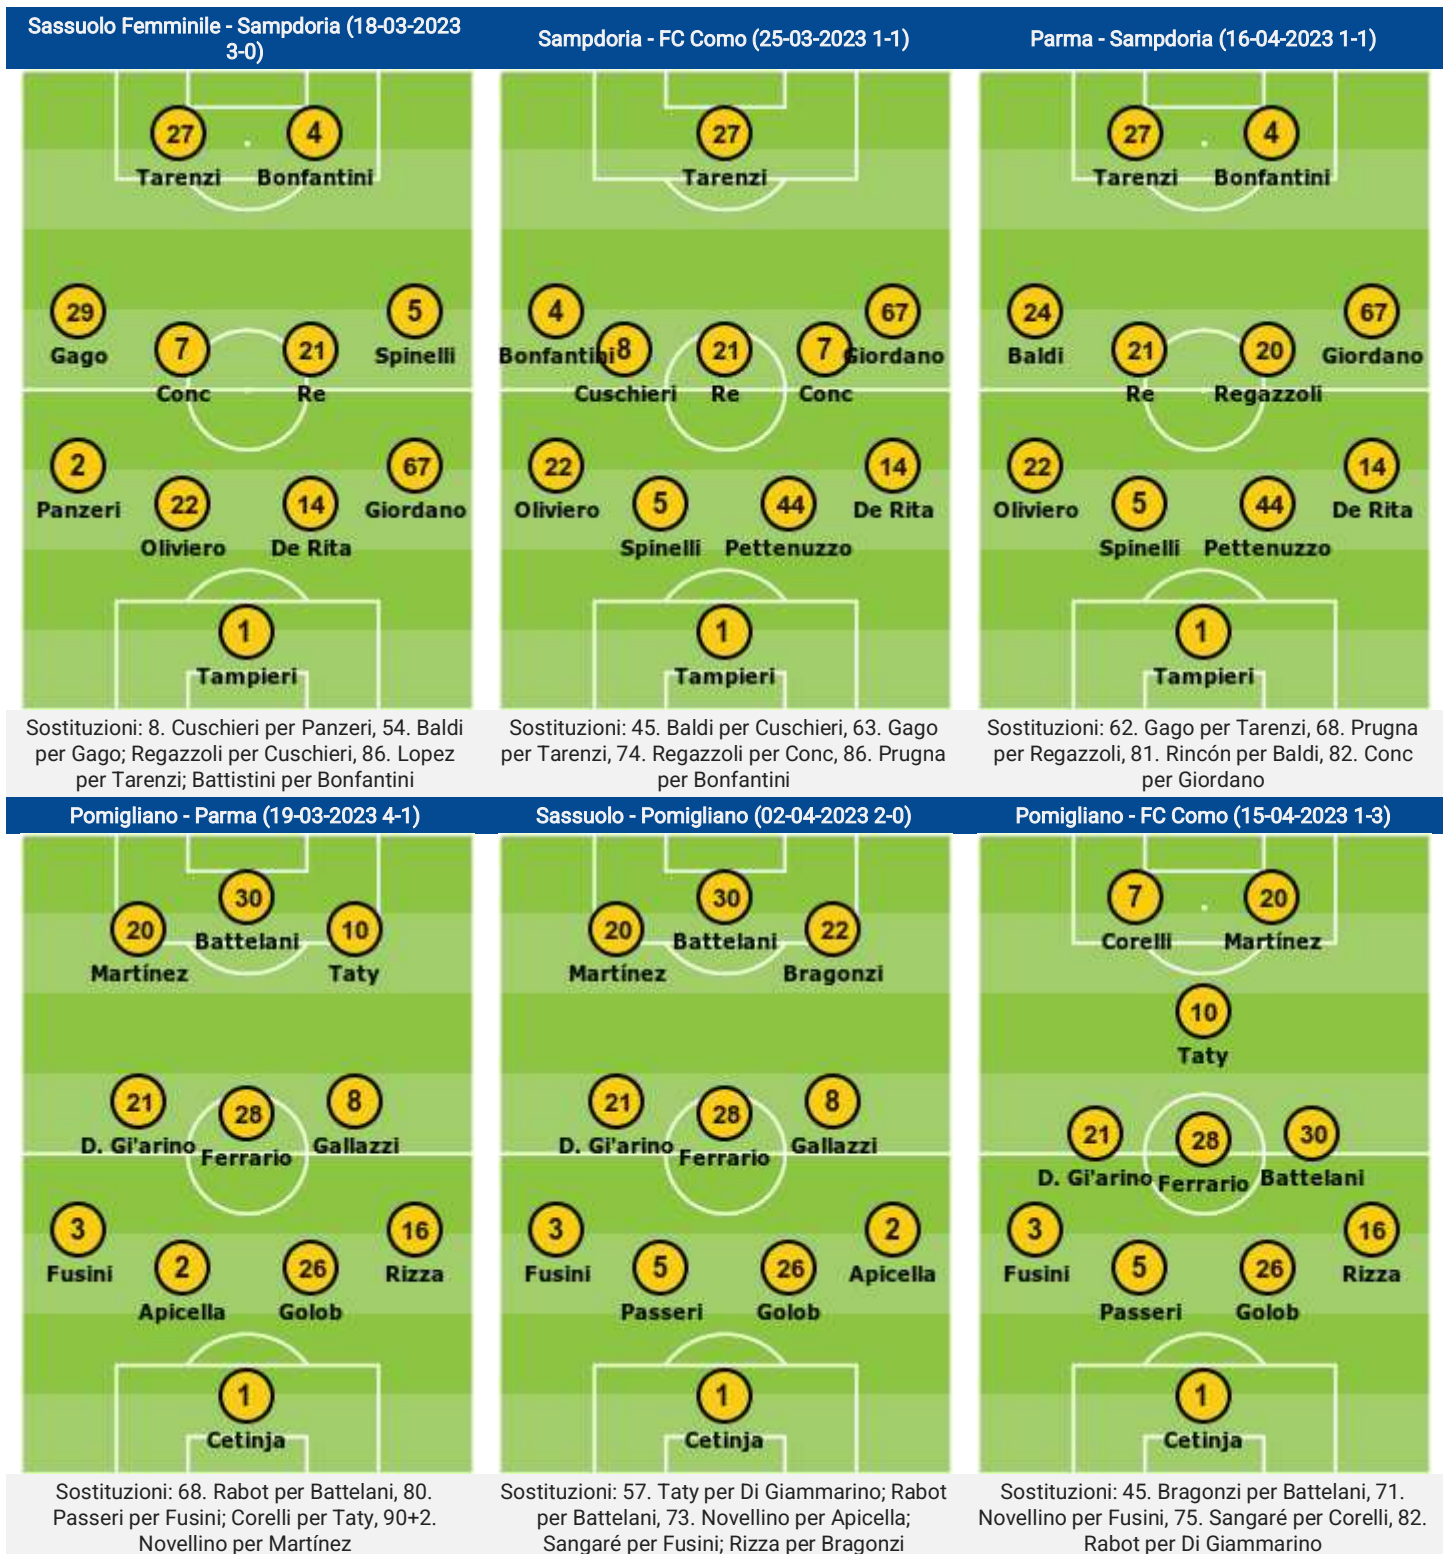 Sassuolo Femminile - Sampdoria (18-03-2023
3-0)
27
4
Tarenzi
Bonfantini
29
5
Gago
7
21
Spinelli
Conc
Re
2
67
Panzeri
22
14
Giordano
Oliviero
De Rita
1
Tampieri
Sostituzioni: 8. Cuschieri per Panzeri, 54. Baldi
per Gago; Regazzoli per Cuschieri, 86. Lopez
per Tarenzi; Battistini per Bonfantini
Sampdoria - FC Como (25-03-2023 1-1)
27
Tarenzi
4
67
Bonfantini
8
21
7
Giordano
Cuschieri
Re
Conc
22
14
Oliviero
5
44
De Rita
Spinelli
Pettenuzzo
1
Tampieri
Sostituzioni: 45. Baldi per Cuschieri, 63. Gago
per Tarenzi, 74. Regazzoli per Conc, 86. Prugna
per Bonfantini
Parma - Sampdoria (16-04-2023 1-1)
27
4
Tarenzi
Bonfantini
24
67
Baldi
21
20
Giordano
Re
Regazzoli
22
14
Oliviero
5
44
De Rita
Spinelli
Pettenuzzo
1
Tampieri
Sostituzioni: 62. Gago per Tarenzi, 68. Prugna
per Regazzoli, 81. Rincón per Baldi, 82. Conc
per Giordano
Pomigliano - Parma (19-03-2023 4-1)
30
20
10
Battelani
Martínez
Taty
21
28
8
D. Gi'arino
Ferrario
Gallazzi
3
16
Fusini
2
26
Rizza
Apicella
Golob
1
Cetinja
Sostituzioni: 68. Rabot per Battelani, 80.
Passeri per Fusini; Corelli per Taty, 90+2.
Novellino per Martínez
Sassuolo - Pomigliano (02-04-2023 2-0)
30
20
22
Battelani
Martínez
Bragonzi
21
28
8
D. Gi'arino
Ferrario
Gallazzi
3
2
Fusini
5
26
Apicella
Passeri
Golob
1
Cetinja
Sostituzioni: 57. Taty per Di Giammarino; Rabot
per Battelani, 73. Novellino per Apicella;
Sangaré per Fusini; Rizza per Bragonzi
Pomigliano - FC Como (15-04-2023 1-3)
7
20
Corelli
Martínez
10
Taty
21
28
30
D. Gi'arino
Ferrario
Battelani
3
16
Fusini
5
26
Rizza
Passeri
Golob
1
Cetinja
Sostituzioni: 45. Bragonzi per Battelani, 71.
Novellino per Fusini, 75. Sangaré per Corelli, 82.
Rabot per Di Giammarino